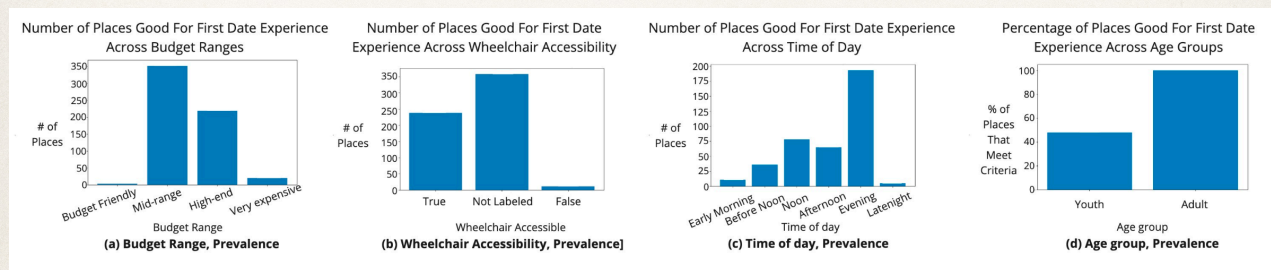 Number of Places Good For First Date Experience
Across Budget Ranges
350
300
250
200
150
100
50
0
# of
Places
Budget Friendly
Mid-range
High-end
Very expensive
Budget Range
(a) Budget Range, Prevalence
Number of Places Good For First Date
Experience Across Wheelchair Accessibility
350
300
250
200
150
100
50
0
# of
Places
True
Not Labeled
False
Wheelchair Accessible
(b) Wheelchair Accessibility, Prevalence]
Number of Places Good For First Date Experience
Across Time of Day
200
175
150
125
100
75
50
25
0
# of
Places
Early Morning
Before Noon
Noon
Afternoon
Evening
Latenight
Time of day
(c) Time of day, Prevalence
Percentage of Places Good For First Date
Experience Across Age Groups
100
80
60
40
20
0
% of
Places
That
Meet
Criteria
Youth
Adult
Age group
(d) Age group, Prevalence